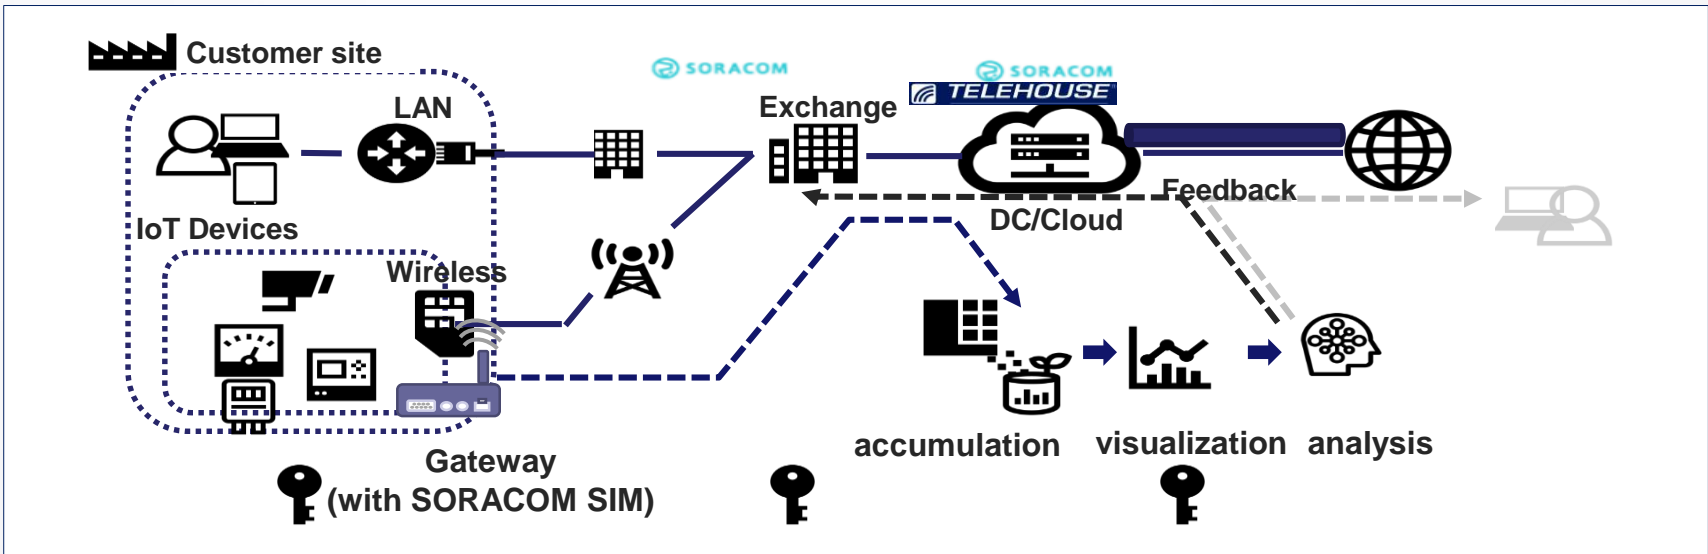 Customer site
LAN
IoT Devices
Wireless
Gateway
(with SORACOM SIM)
SORACOM
Exchange
SORACOM
TELEHOUSE
DC/Cloud
Feedback
accumulation
visualization
analysis